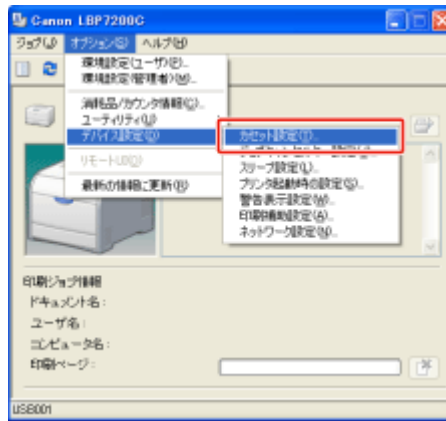 Canon LBP7200C
ジョブ(J) オプション(S) ヘルプ(H)
環境設定(ユーザ)(P)...
環境設定(管理者)(M)...
消耗品/カウンタ情報(C)...
ユーティリティ(U)
デバイス設定(D)
リモートUI(Q)
最新の情報に更新(R)
カセット設定(T)...
スリープ設定(L)...
プリンタ起動時の設定(S)...
警告表示設定(W)...
印刷補助設定(A)...
ネットワーク設定(N)...
印刷ジョブ情報
ドキュメント名:
ユーザ名:
コンピュータ名:
印刷ページ:
USB001